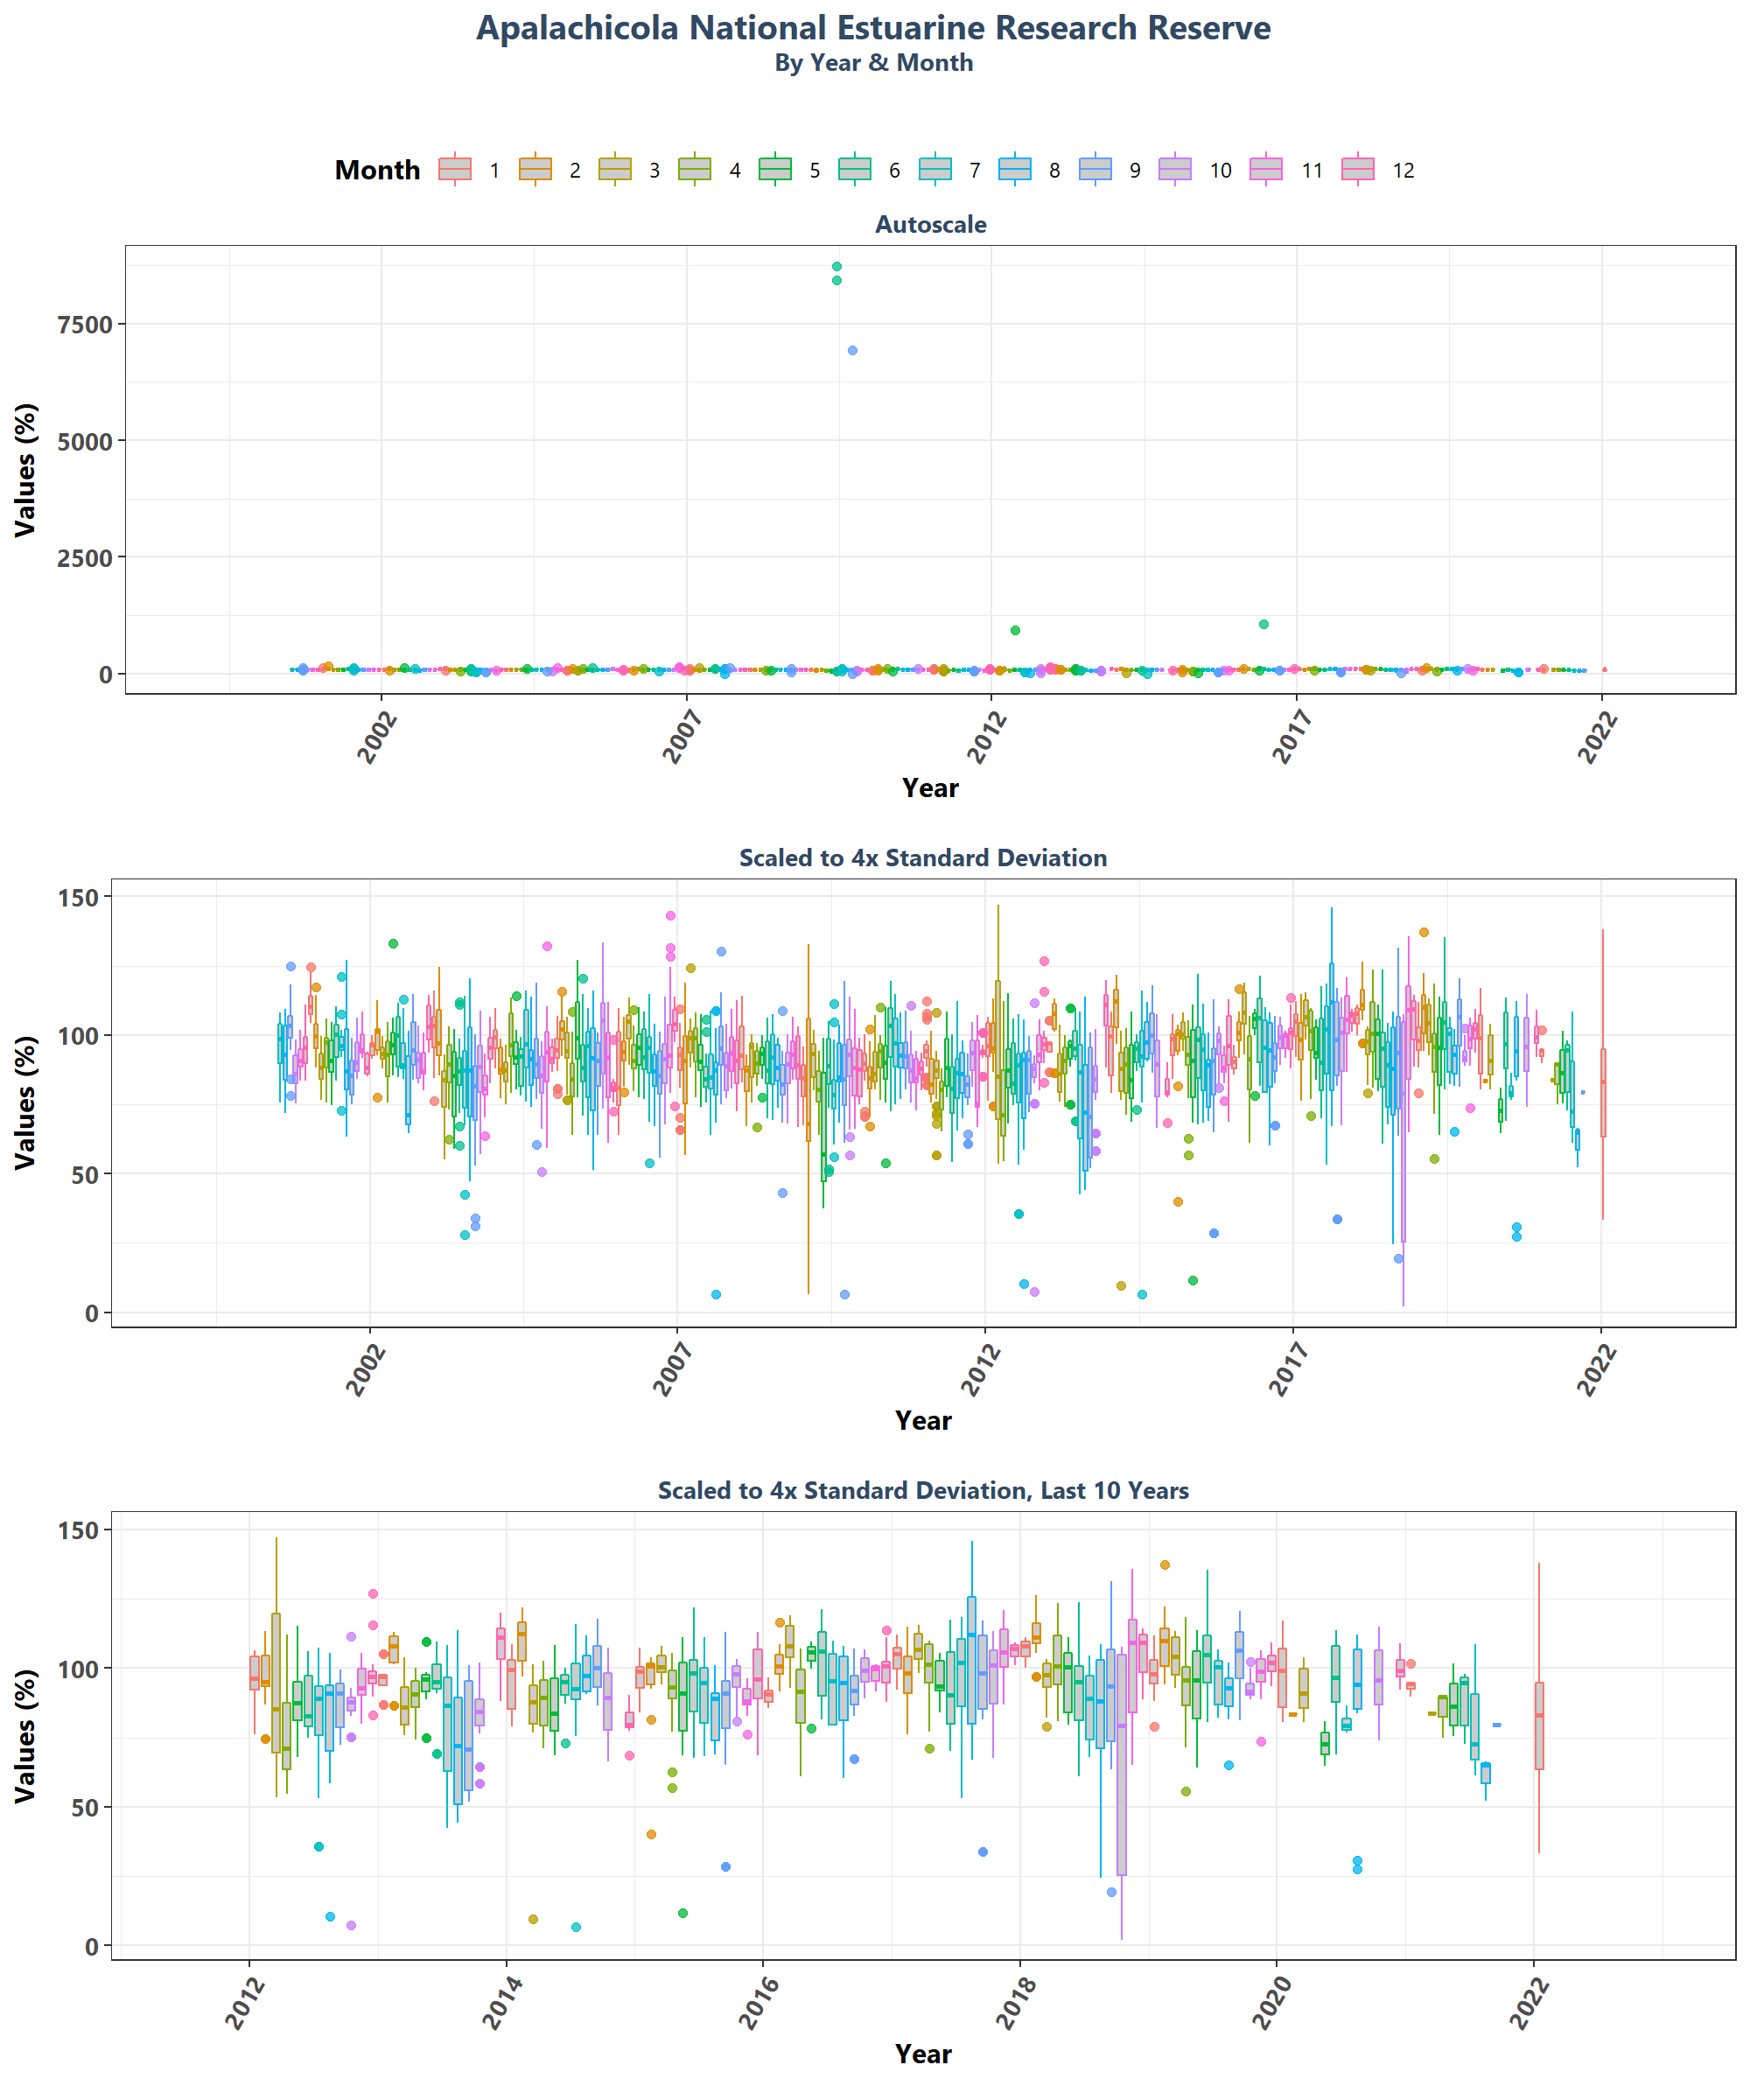 Apalachicola National Estuarine Research Reserve
By Year & Month
Month 1 2 3 4 5 6 7 8 9 10 11 12
Autoscale
Values (%)
7500
5000
2500
0
2002 2007 2012 2017 2022
Year
Scaled to 4x Standard Deviation
Values (%)
150
100
50
0
2002 2007 2012 2017 2022
Year
Scaled to 4x Standard Deviation, Last 10 Years
Values (%)
150
100
50
0
2012 2014 2016 2018 2020 2022
Year